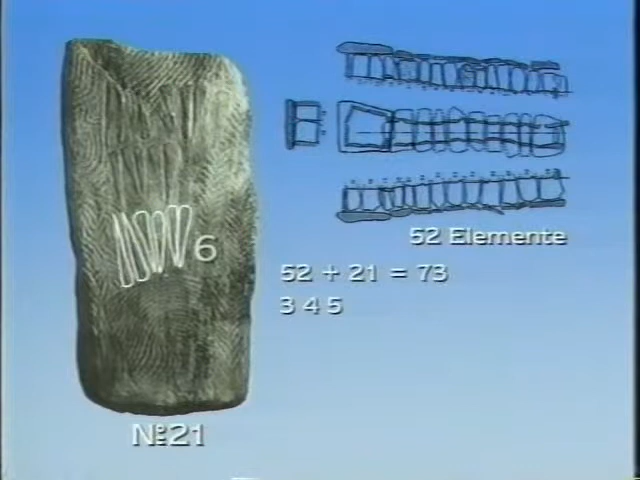 6
52 Elemente
52 + 21 = 73
3 4 5
№21